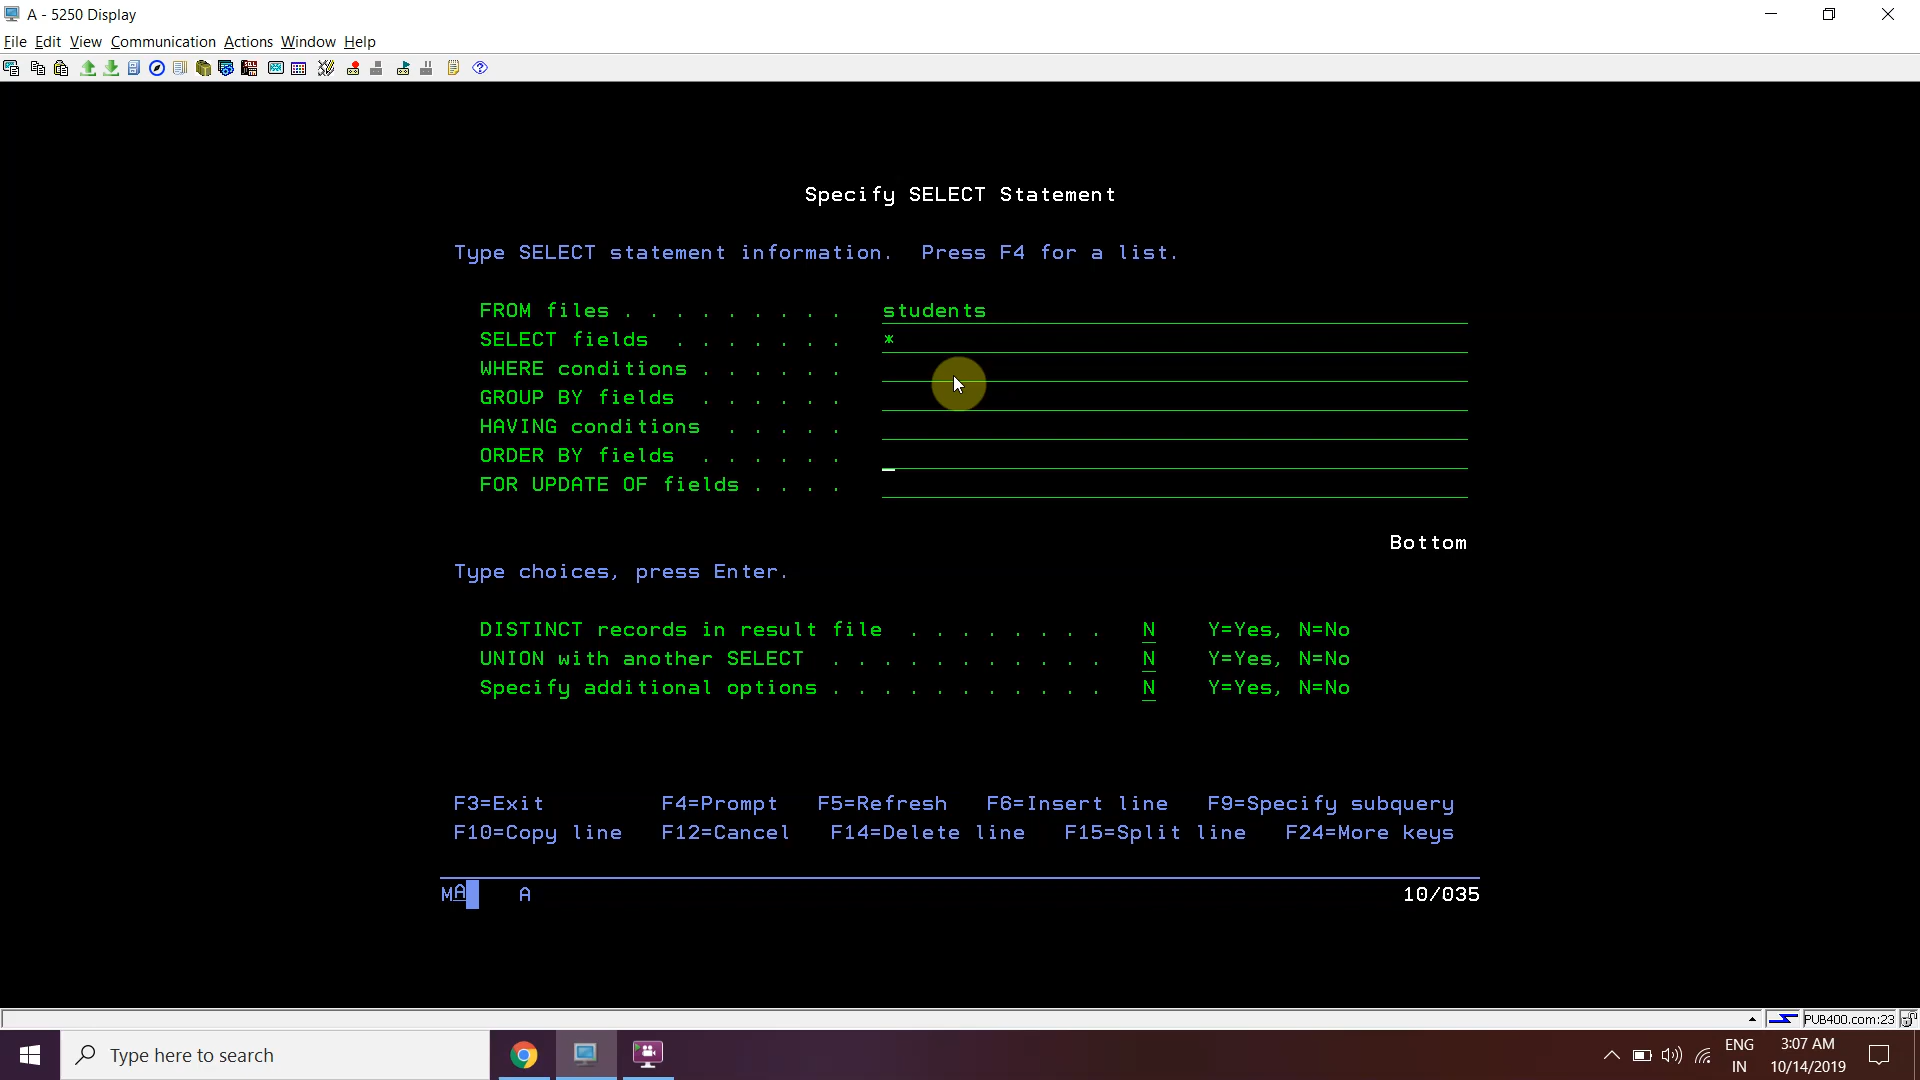 A - 5250 Display
File Edit View Communication Actions Window Help
Specify SELECT Statement
Type SELECT statement information.  Press F4 for a list.
FROM files . . . . . . . . .   students
SELECT fields  . . . . . . .   *
WHERE conditions . . . . . .
GROUP BY fields  . . . . . .
HAVING conditions  . . . . .
ORDER BY fields  . . . . . .   _
FOR UPDATE OF fields . . . .
Bottom
Type choices, press Enter.
DISTINCT records in result file  . . . . . . . .   N    Y=Yes, N=No
UNION with another SELECT  . . . . . . . . . . .   N    Y=Yes, N=No
Specify additional options . . . . . . . . . . .   N    Y=Yes, N=No
F3=Exit         F4=Prompt   F5=Refresh   F6=Insert line   F9=Specify subquery
F10=Copy line   F12=Cancel   F14=Delete line   F15=Split line   F24=More keys
MA    A    10/035
PUB400.com:23
Type here to search
ENG
IN
3:07 AM
10/14/2019